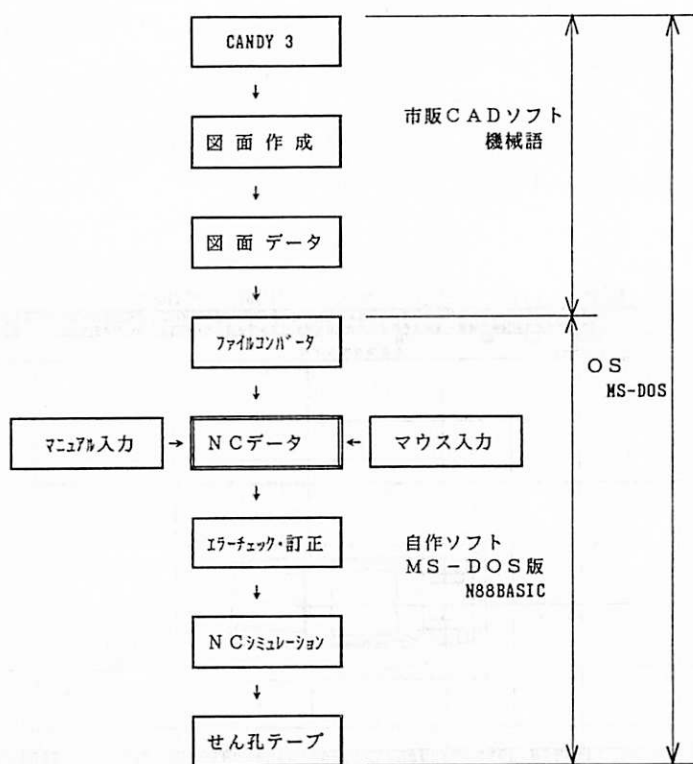 CANDY 3
↓
図面作成
↓
図面データ
↓
ファイルコンバータ
↓
マニュアル入力 → NCデータ ← マウス入力
↓
エラーチェック・訂正
↓
NCシミュレーション
↓
せん孔テープ
市販CADソフト
機械語
OS
MS-DOS
自作ソフト
MS-DOS版
N88BASIC